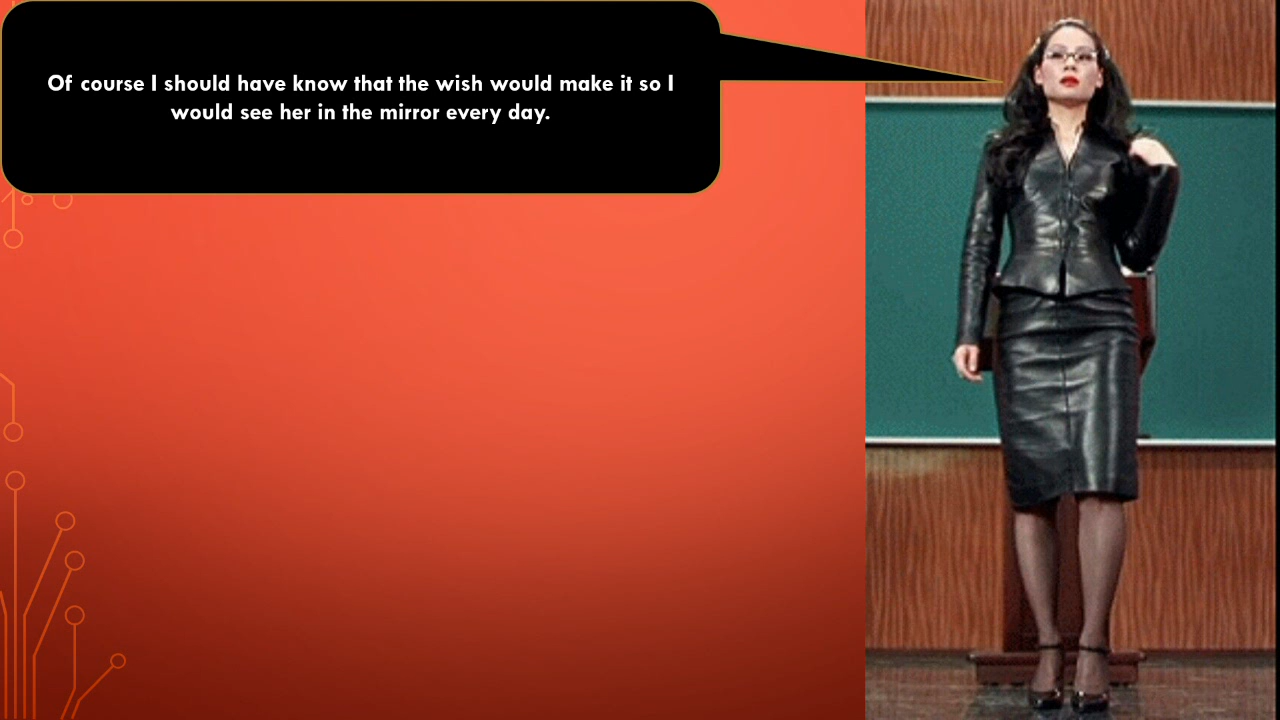 Of course I should have know that the wish would make it so I
would see her in the mirror every day.